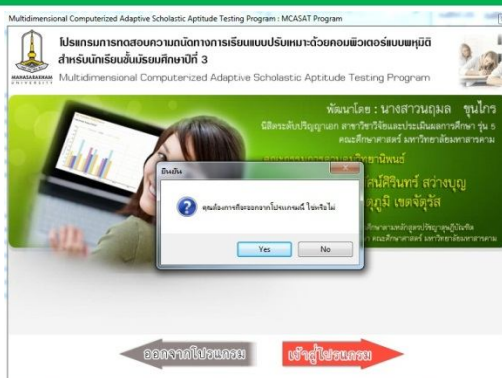 Multidimensional Computerized Adaptive Scholastic Aptitude Testing Program : MCASAT Program
โปรแกรมการทดสอบความถนัดทางการเรียนแบบปรับเหมาะด้วยคอมพิวเตอร์แบบพหุมิติ
สำหรับนักเรียนชั้นมัธยมศึกษาปีที่ 3
Multidimensional Computerized Adaptive Scholastic Aptitude Testing Program
MAHASARAKHAM
UNIVERSITY
พัฒนาโดย : นางสาวนฤมล ขุนไกร
นิสิตระดับปริญญาเอก สาขาวิชาวิจัยและประเมินผลการศึกษา รุ่น 5
คณะศึกษาศาสตร์ มหาวิทยาลัยมหาสารคาม
ยืนยัน
คุณต้องการที่จะออกจากโปรแกรมนี้ ใช่หรือไม่
Yes No
สว่างบุญ
เขตจัตุรัส
คณะศึกษาศาสตร์ มหาวิทยาลัยมหาสารคาม
ออกจากโปรแกรม
เข้าสู่โปรแกรม